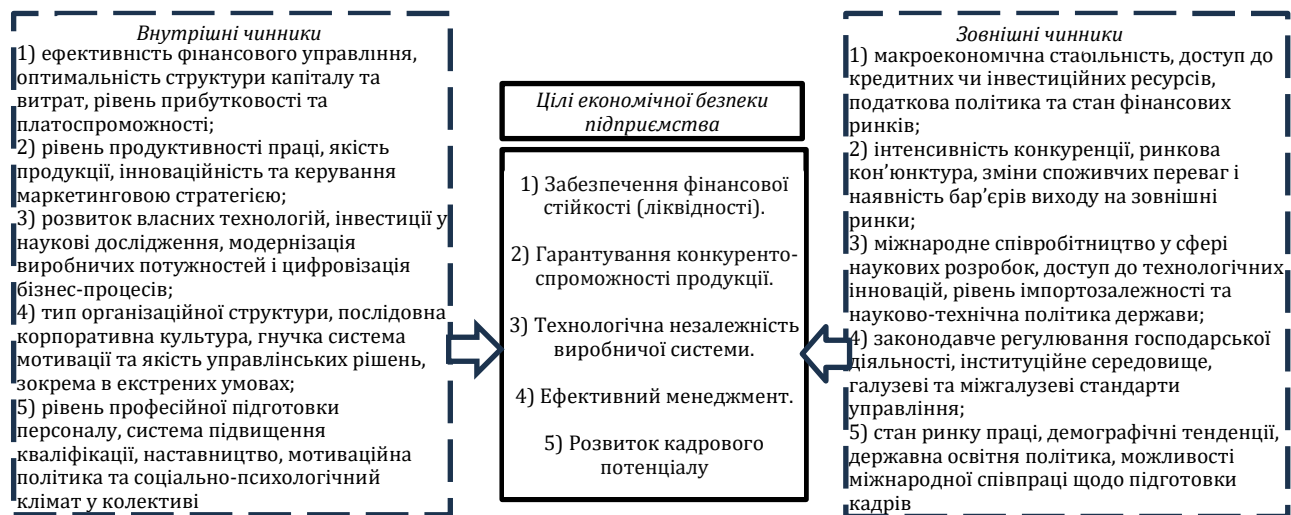 Внутрішні чинники
1) ефективність фінансового управління,
оптимальність структури капіталу та
витрат, рівень прибутковості та
платоспроможності;
2) рівень продуктивності праці, якість
продукції, інноваційність та керування
маркетинговою стратегією;
3) розвиток власних технологій, інвестиції у
наукові дослідження, модернізація
виробничих потужностей і цифровізація
бізнес-процесів;
4) тип організаційної структури, послідовна
корпоративна культура, гнучка система
мотивації та якість управлінських рішень,
зокрема в екстрених умовах;
5) рівень професійної підготовки
персоналу, система підвищення
кваліфікації, наставництво, мотиваційна
політика та соціально-психологічний
клімат у колективі
Цілі економічної безпеки
підприємства
1) Забезпечення фінансової
стійкості (ліквідності).
2) Гарантування конкуренто-
спроможності продукції.
3) Технологічна незалежність
виробничої системи.
4) Ефективний менеджмент.
5) Розвиток кадрового
потенціалу
Зовнішні чинники
1) макроекономічна стабільність, доступ до
кредитних чи інвестиційних ресурсів,
податкова політика та стан фінансових
ринків;
2) інтенсивність конкуренції, ринкова
кон’юнктура, зміни споживчих переваг і
наявність бар’єрів виходу на зовнішні
ринки;
3) міжнародне співробітництво у сфері
наукових розробок, доступ до технологічних
інновацій, рівень імпортозалежності та
науково-технічна політика держави;
4) законодавче регулювання господарської
діяльності, інституційне середовище,
галузеві та міжгалузеві стандарти
управління;
5) стан ринку праці, демографічні тенденції,
державна освітня політика, можливості
міжнародної співпраці щодо підготовки
кадрів